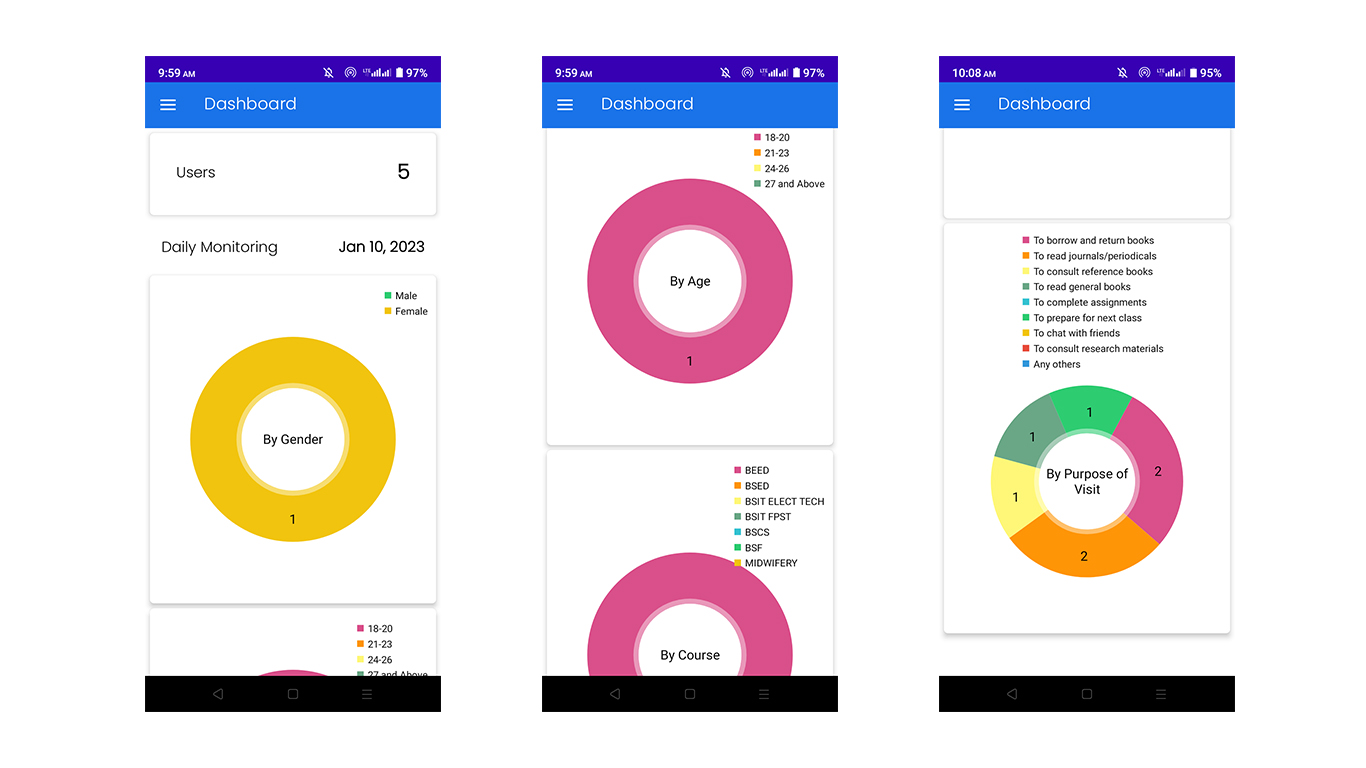 9:59 AM
LTE
97%
Dashboard
Users
5
Daily Monitoring
Jan 10, 2023
Male
Female
By Gender
1
18-20
21-23
24-26
27 and Above
9:59 AM
LTE
97%
Dashboard
18-20
21-23
24-26
27 and Above
By Age
1
BEED
BSED
BSIT ELECT TECH
BSIT FPST
BSCS
BSF
MIDWIFERY
By Course
10:08 AM
LTE
95%
Dashboard
To borrow and return books
To read journals/periodicals
To consult reference books
To read general books
To complete assignments
To prepare for next class
To chat with friends
To consult research materials
Any others
1
1
2
By Purpose of
Visit
1
2